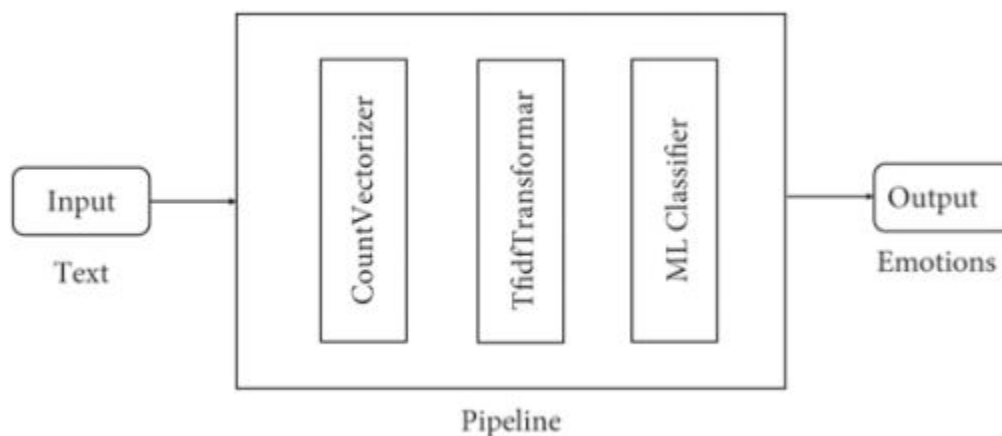 Input
Text
CountVectorizer
TfidfTransformar
ML Classifier
Output
Emotions
Pipeline